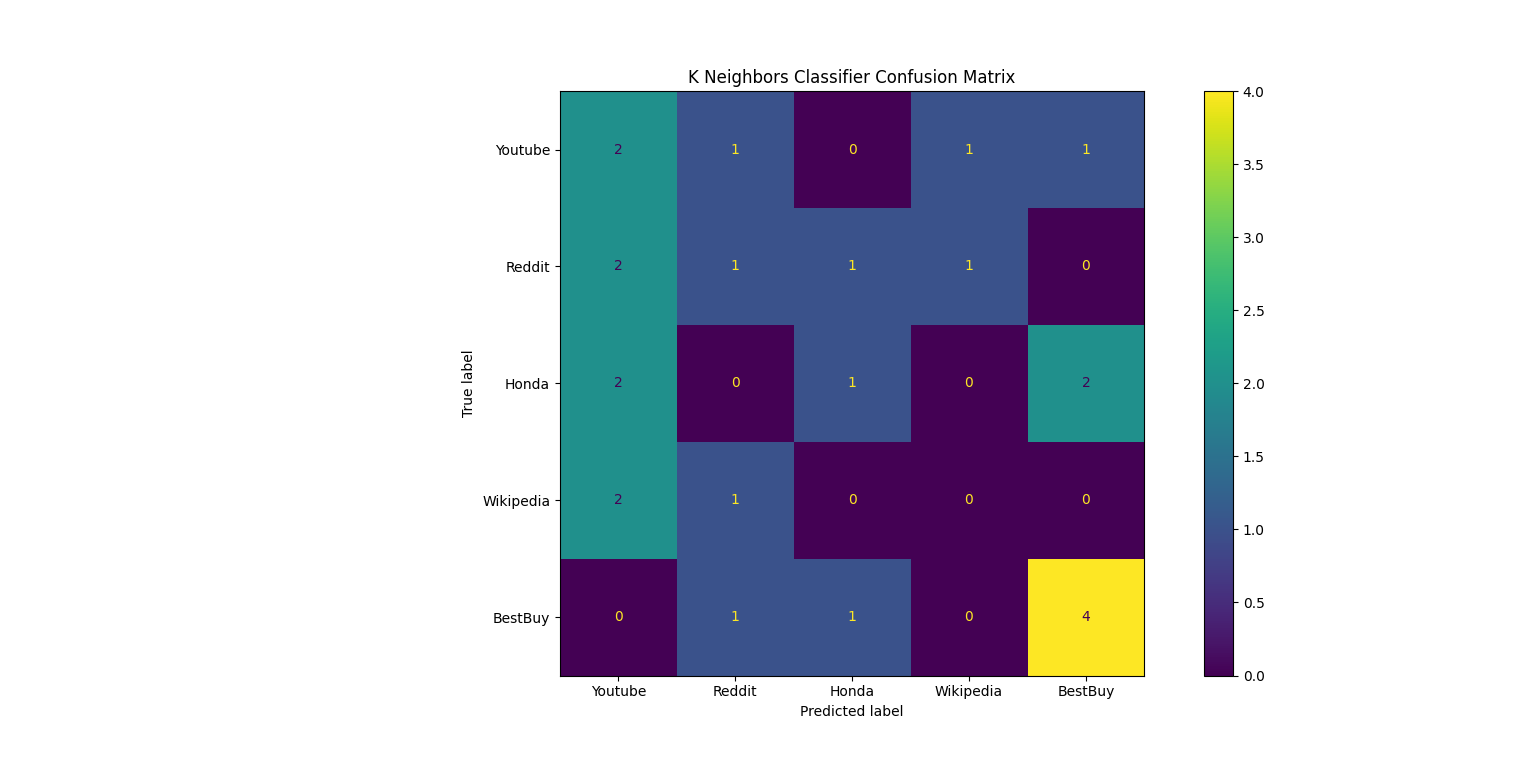 K Neighbors Classifier Confusion Matrix
Youtube 2 1 0 1 1
Reddit 2 1 1 1 0
Honda 2 0 1 0 2
Wikipedia 2 1 0 0 0
BestBuy 0 1 1 0 4
Youtube Reddit Honda Wikipedia BestBuy
Predicted label
True label
4.0
3.5
3.0
2.5
2.0
1.5
1.0
0.5
0.0